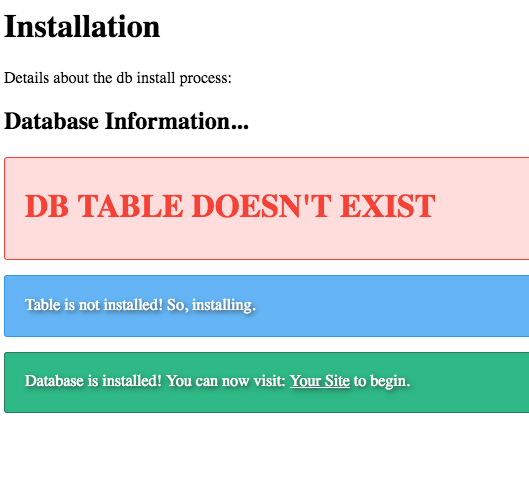 Installation
Details about the db install process:
Database Information...
DB TABLE DOESN'T EXIST
Table is not installed! So, installing.
Database is installed! You can now visit: Your Site to begin.